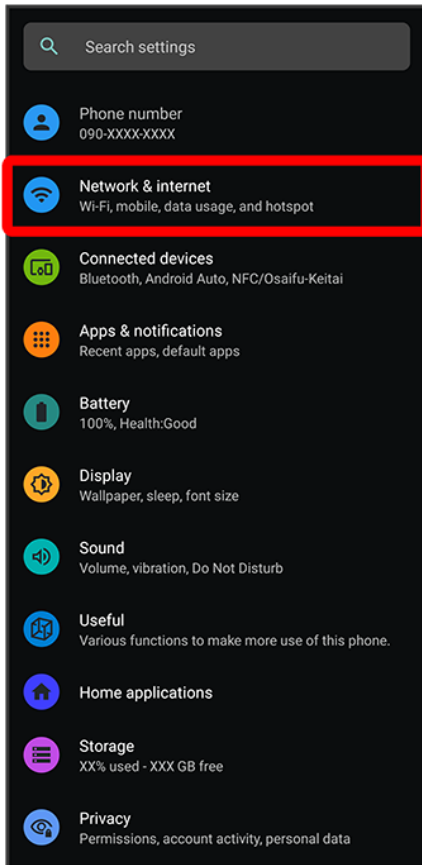 Search settings
Phone number
090-XXXX-XXXX
Network & internet
Wi-Fi, mobile, data usage, and hotspot
Connected devices
Bluetooth, Android Auto, NFC/Osaifu-Keitai
Apps & notifications
Recent apps, default apps
Battery
100%, Health:Good
Display
Wallpaper, sleep, font size
Sound
Volume, vibration, Do Not Disturb
Useful
Various functions to make more use of this phone.
Home applications
Storage
XX% used - XXX GB free
Privacy
Permissions, account activity, personal data